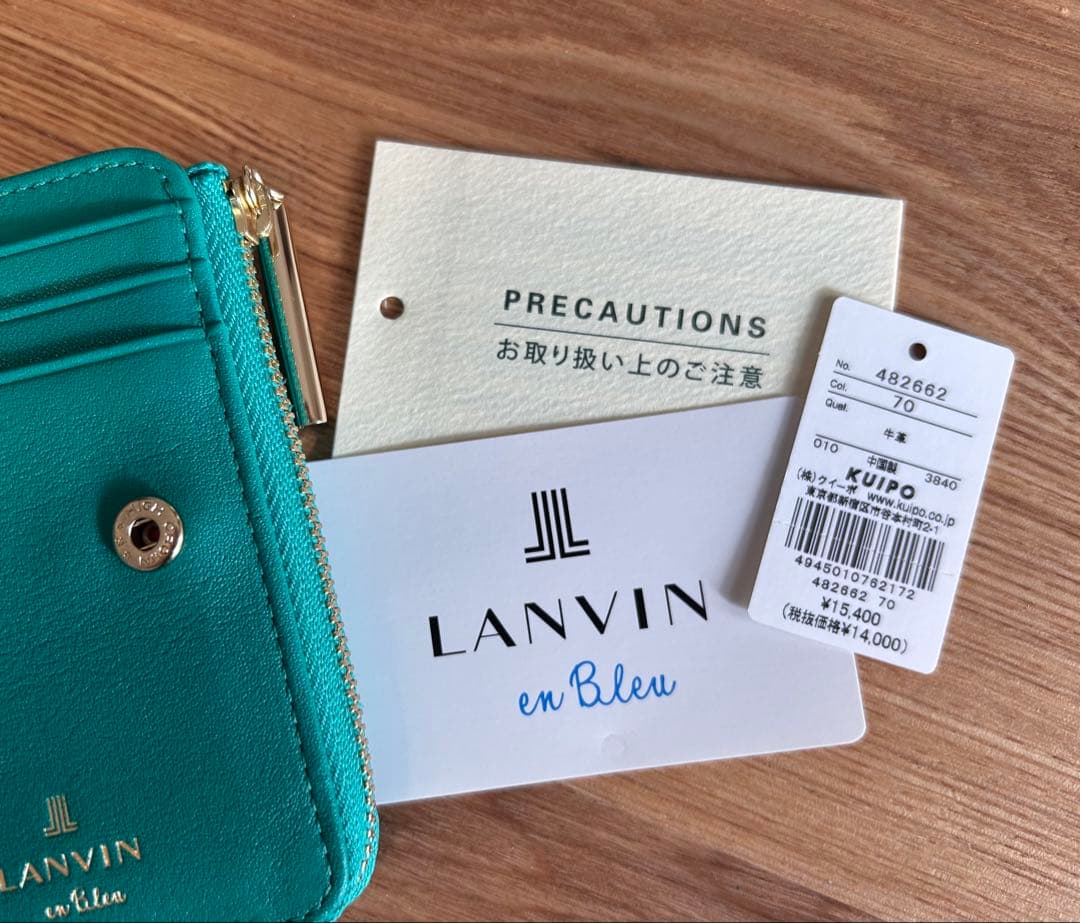 PRECAUTIONS
お取り扱い上のご注意
LANVIN
en Bleu
No. 482662
Col. 70
Qual.
牛革
010 中国製 3840
KUIPO
(株)クイーポ www.kuipo.co.jp
東京都新宿区市谷本村町2-1
4945010762172
482662 70
¥15,400
(税抜価格¥14,000)
LANVIN
en Bleu